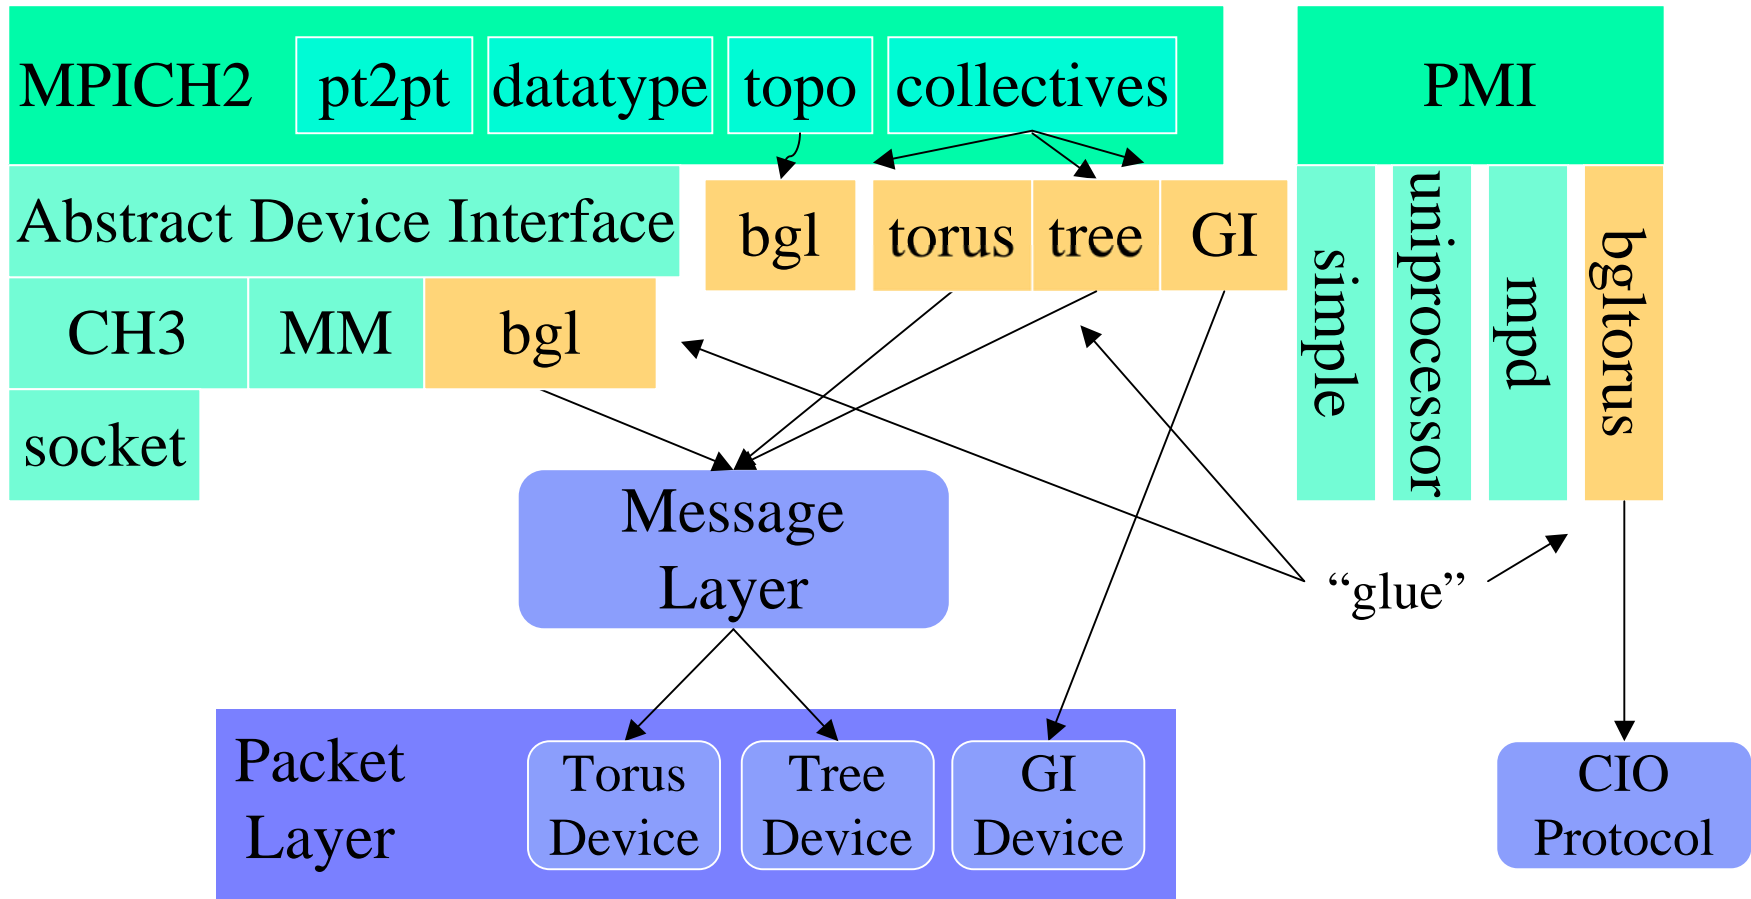 MPICH2
pt2pt
datatype
topo
collectives
PMI
Abstract Device Interface
bgl
torus
tree
GI
simple
uniprocessor
mpd
bgltorus
CH3
MM
bgl
socket
Message
Layer
“glue”
Packet
Layer
Torus
Device
Tree
Device
GI
Device
CIO
Protocol